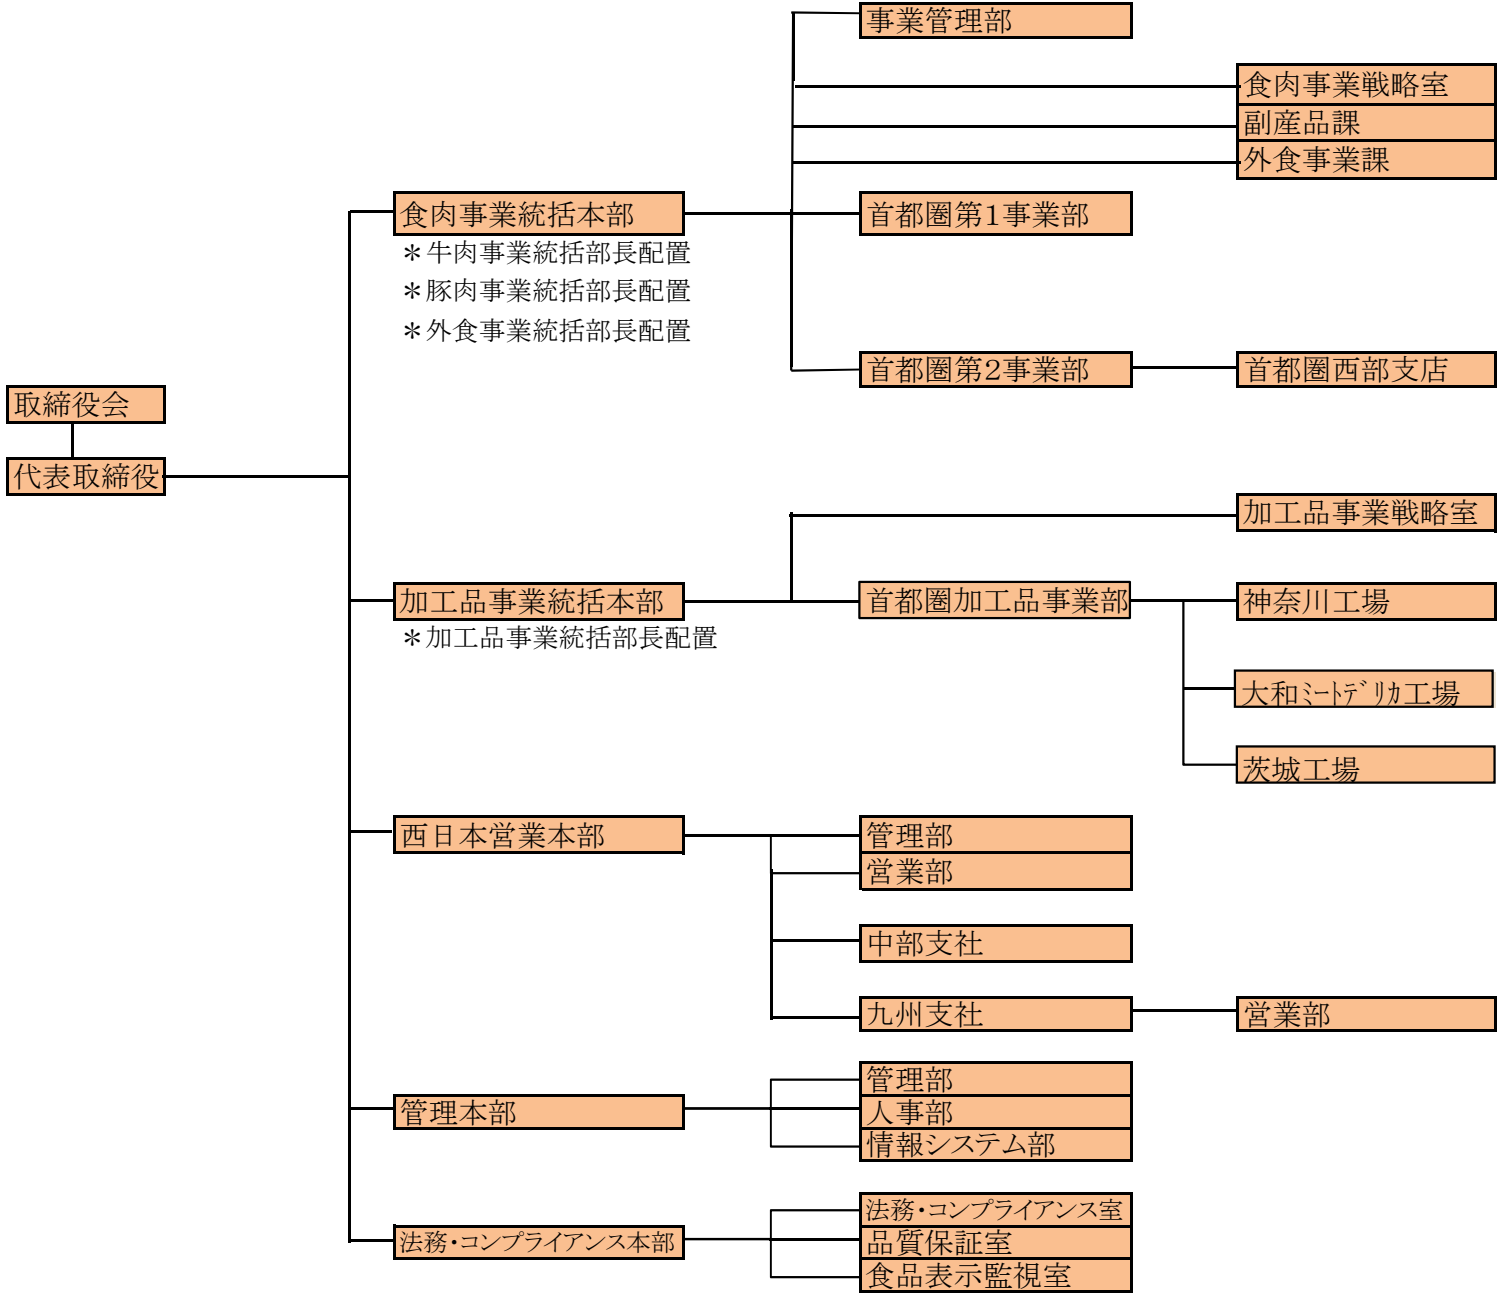 事業管理部
食肉事業戦略室
副産品課
外食事業課
食肉事業統括本部
首都圏第1事業部
＊牛肉事業統括部長配置
＊豚肉事業統括部長配置
＊外食事業統括部長配置
首都圏第2事業部
首都圏西部支店
取締役会
代表取締役
加工品事業戦略室
加工品事業統括本部
首都圏加工品事業部
神奈川工場
＊加工品事業統括部長配置
大和ﾐｰﾄﾃﾞﾘｶ工場
茨城工場
西日本営業本部
管理部
営業部
中部支社
九州支社
営業部
管理本部
管理部
人事部
情報システム部
法務・コンプライアンス本部
法務・コンプライアンス室
品質保証室
食品表示監視室